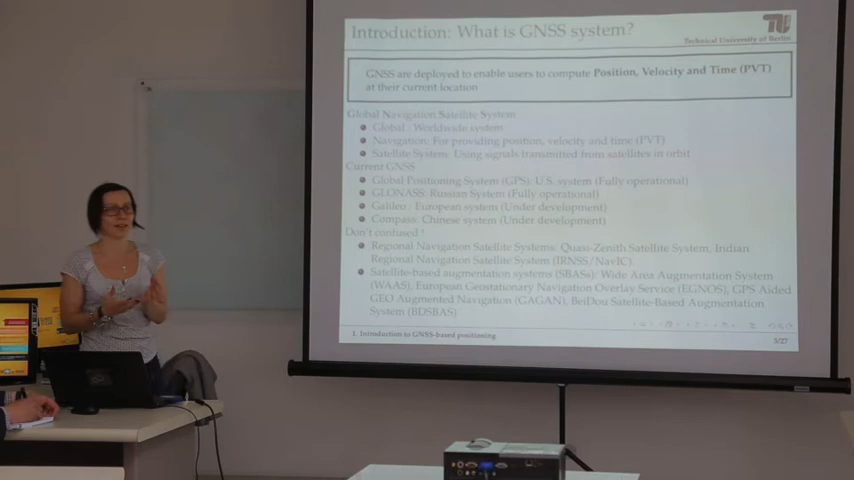 Introduction: What is GNSS system?
Technical University of Berlin
GNSS are deployed to enable users to compute Position, Velocity and Time (PVT)
at their current location
Global Navigation Satellite System
Global : Worldwide system
Navigation: For providing position, velocity and time (PVT)
Satellite System: Using signals transmitted from satellites in orbit
Current GNSS
Global Positioning System (GPS): U.S. system (Fully operational)
GLONASS: Russian System (Fully operational)
Galileo: European system (Under development)
Compass: Chinese system (Under development)
Don't confused !
Regional Navigation Satellite Systems: Quasi-Zenith Satellite System, Indian
Regional Navigation Satellite System (IRNSS/NavIC).
Satellite-based augmentation systems (SBASs): Wide Area Augmentation System
(WAAS), European Geostationary Navigation Overlay Service (EGNOS), GPS Aided
GEO Augmented Navigation (GAGAN), BeiDou Satellite-Based Augmentation
System (BDSBAS)
1. Introduction to GNSS-based positioning
3/27